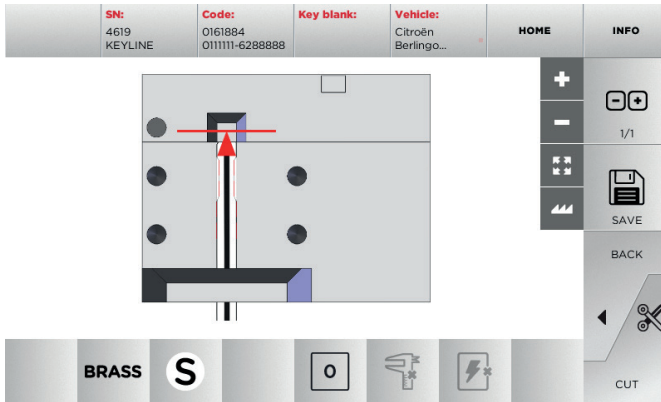 SN:
4619
KEYLINE
Code:
0161884
0111111-6288888
Key blank:
Vehicle:
Citroën
Berlingo...
HOME
INFO
1/1
SAVE
BACK
CUT
BRASS
S
0